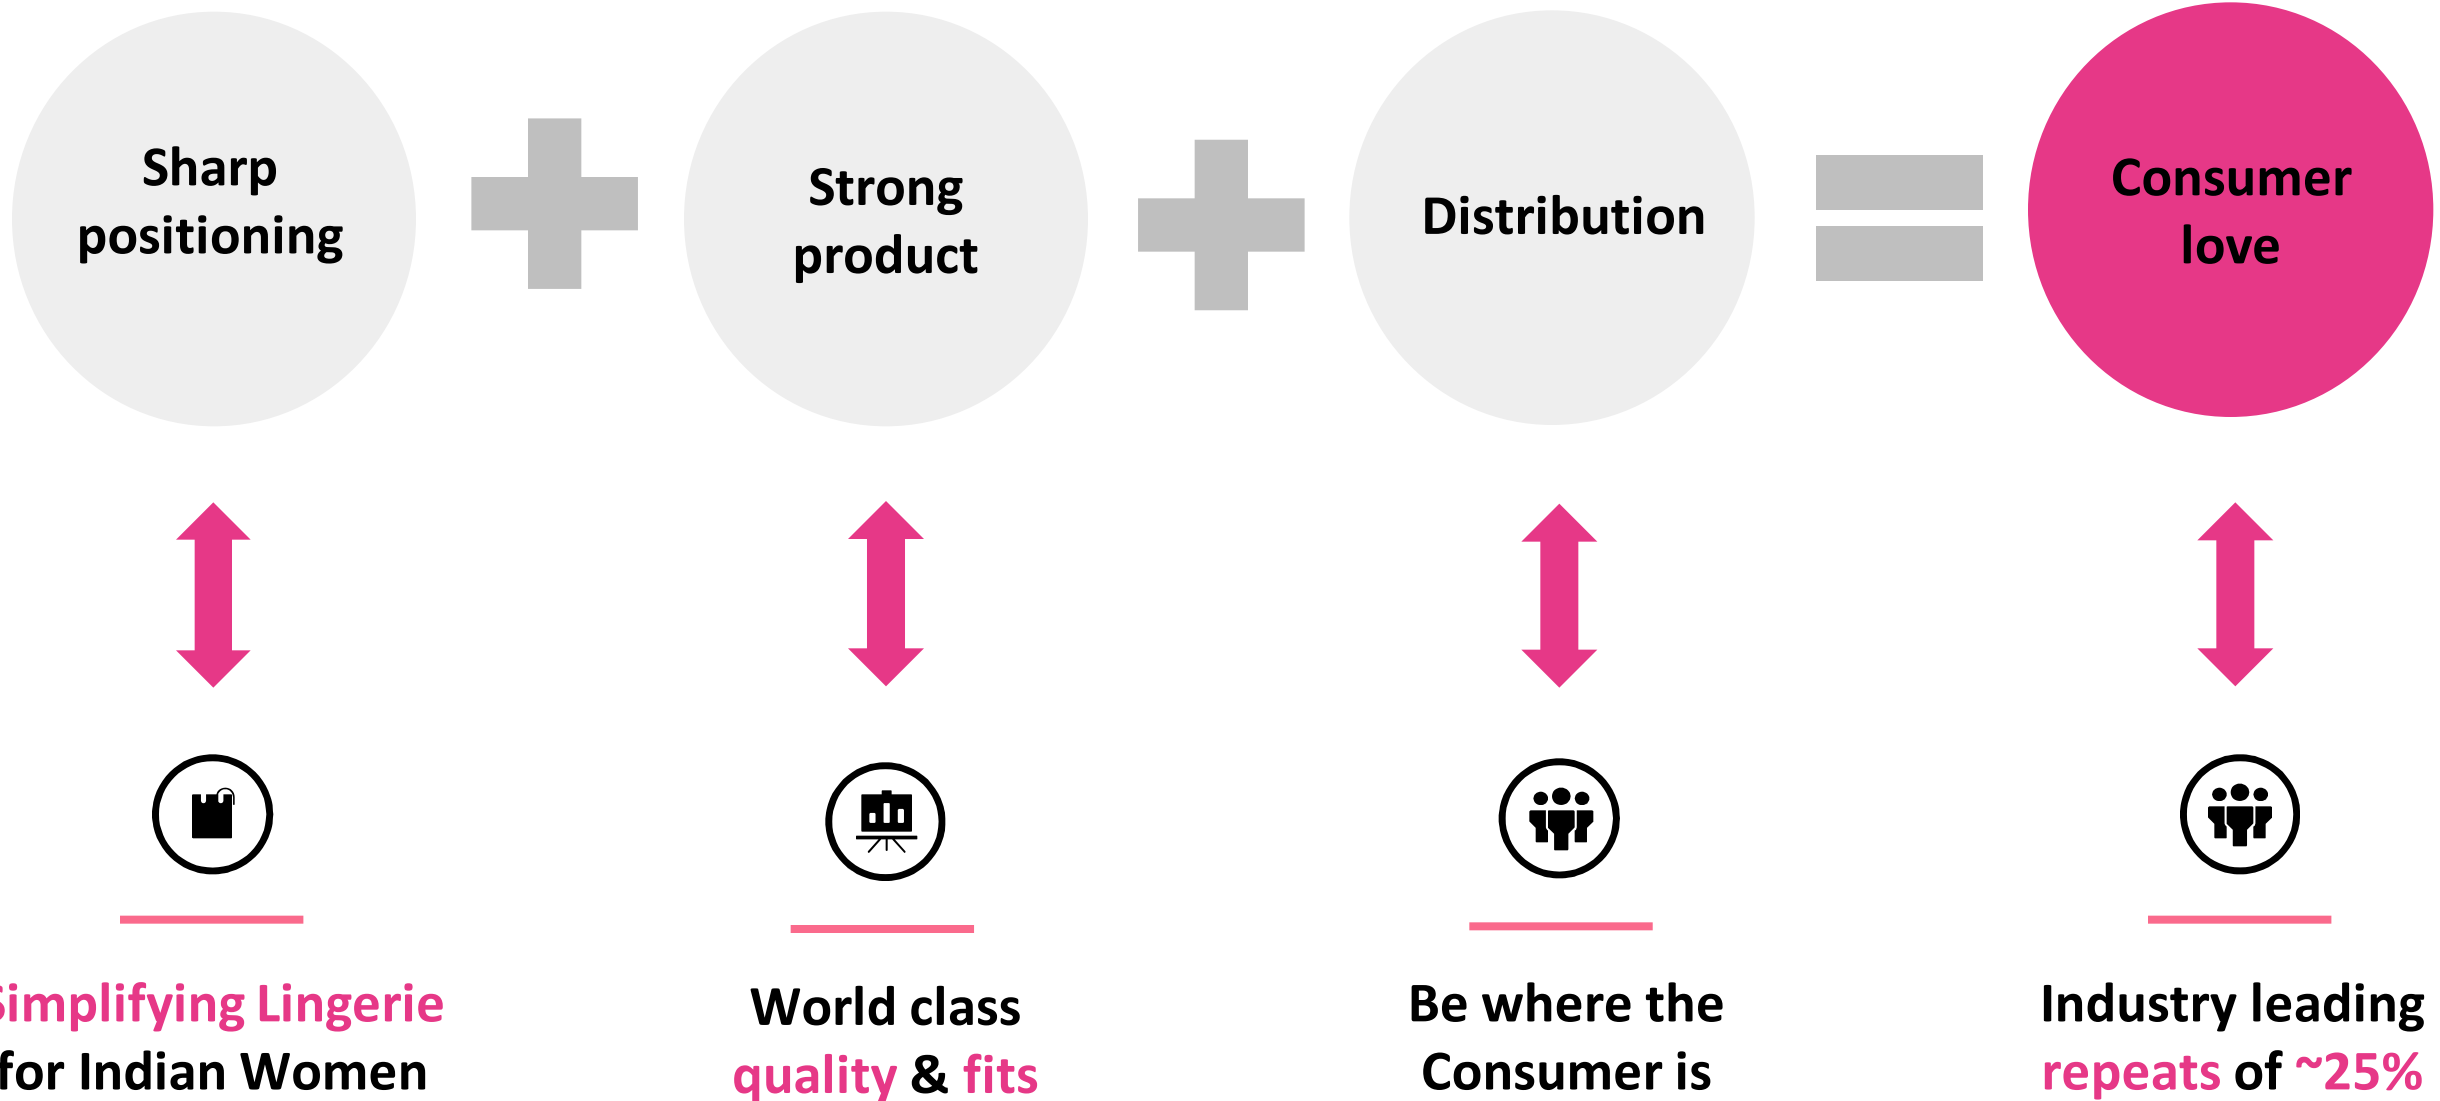 Sharp
positioning
Strong
product
Distribution
Consumer
love
Simplifying Lingerie
for Indian Women
World class
quality & fits
Be where the
Consumer is
Industry leading
repeats of ~25%